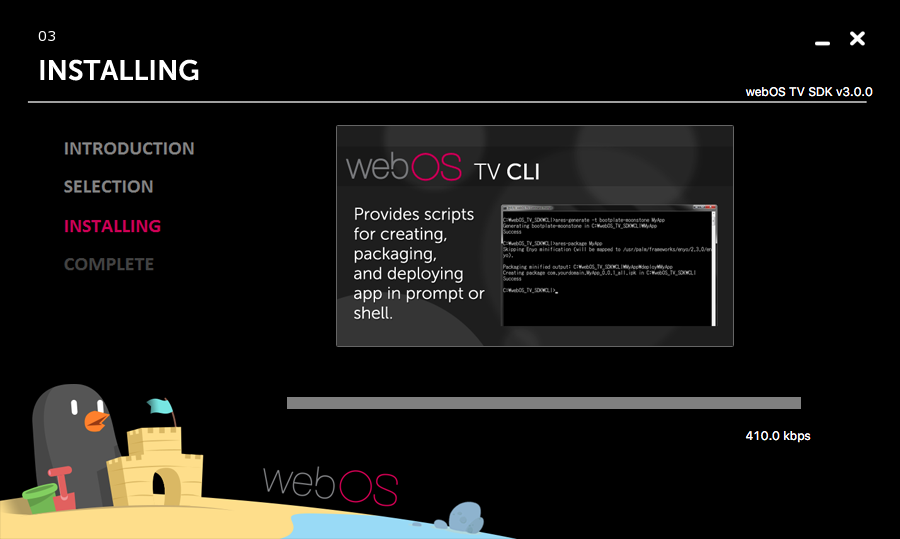 03
INSTALLING
webOS TV SDK v3.0.0
INTRODUCTION
SELECTION
INSTALLING
COMPLETE
webOS TV CLI
Provides scripts
for creating,
packaging,
and deploying
app in prompt or
shell.
C:₩webOS_TV_SDK₩CLI>ares-generate -t bootplate-moonstone MyApp
Generating bootplate-moonstone in C:₩webOS_TV_SDK₩CLI₩MyApp
Success
C:₩webOS_TV_SDK₩CLI>ares-package MyApp
Skipping Enyo minification (will be mapped to /usr/palm/frameworks/enyo/2.3.0/en
yo).
Packaging minified output: C:₩webOS_TV_SDK₩CLI₩MyApp₩deploy₩MyApp
Creating package com.yourdomain.MyApp_0.0.1_all.ipk in C:₩webOS_TV_SDK₩CLI
Success
C:₩webOS_TV_SDK₩CLI>_
410.0 kbps
webOS